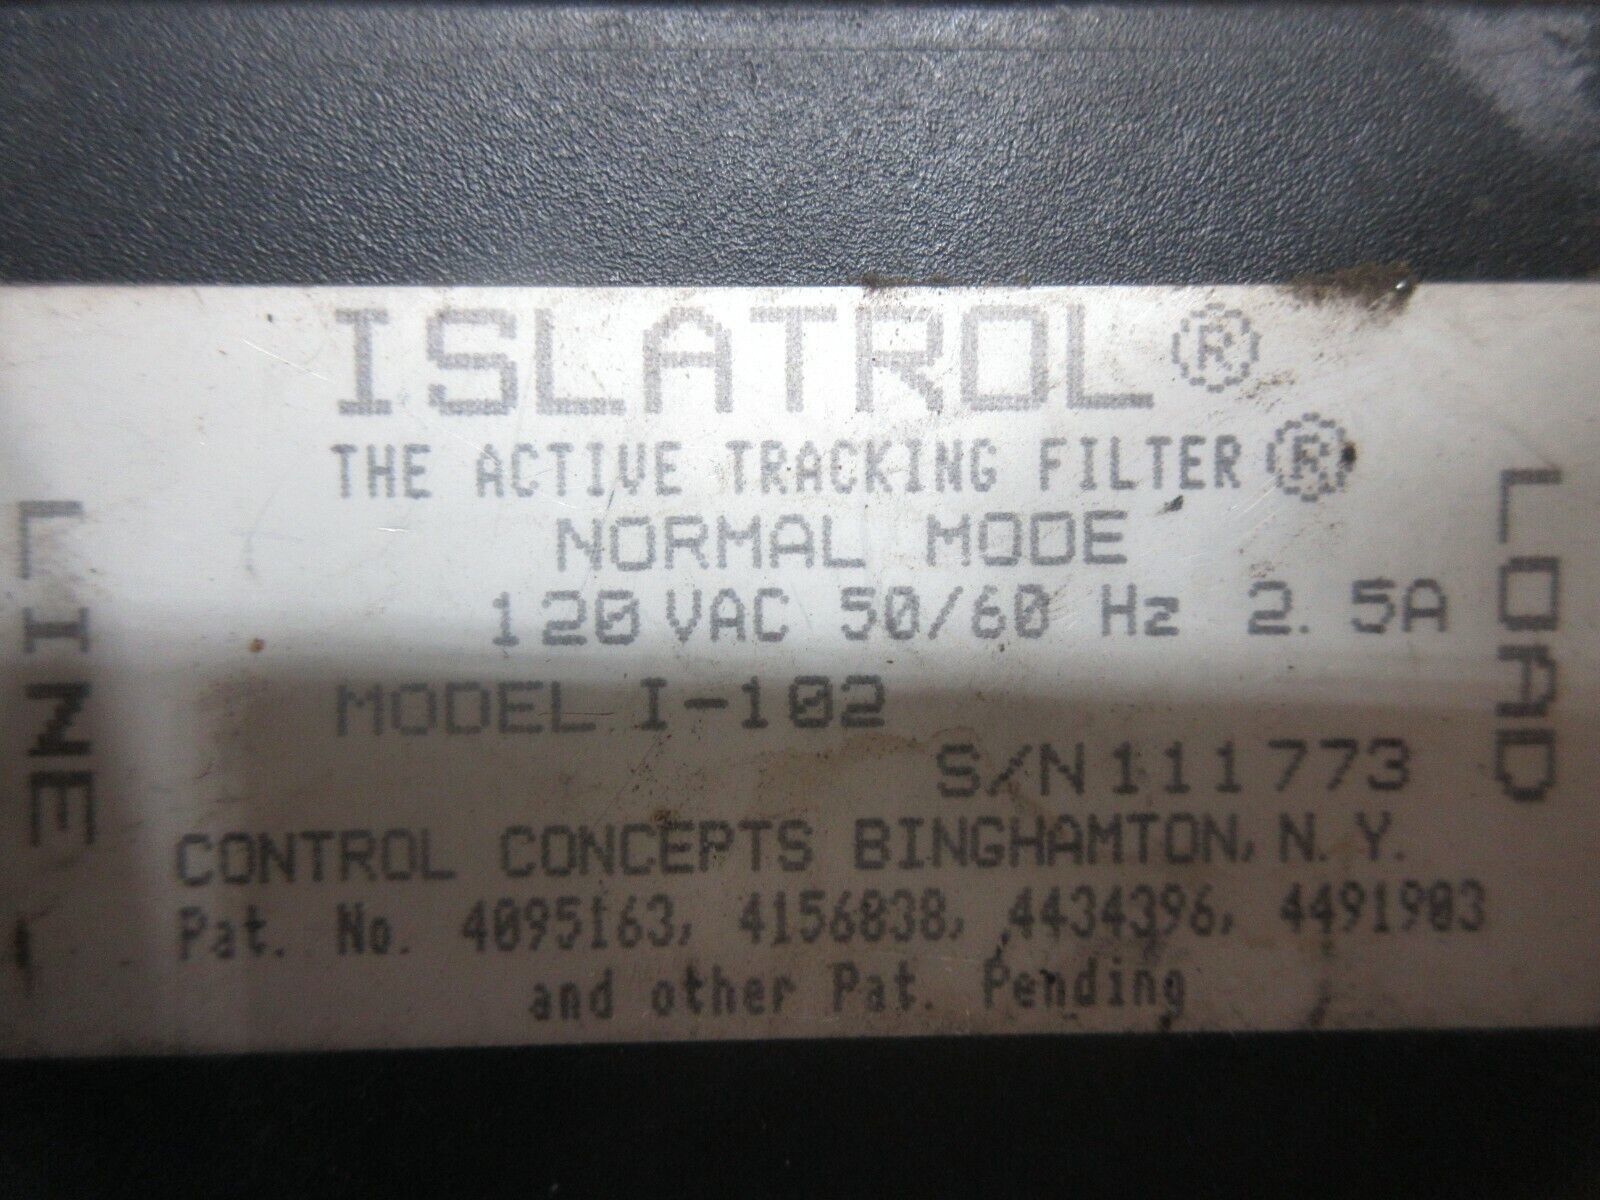 ISLATROL®
THE ACTIVE TRACKING FILTER®
NORMAL MODE
120 VAC 50/60 Hz 2.5A
MODEL I-102
S/N 111773
CONTROL CONCEPTS BINGHAMTON, N.Y.
Pat. No. 4095163, 4156838, 4434396, 4491903
and other Pat. Pending
LINE
LOAD